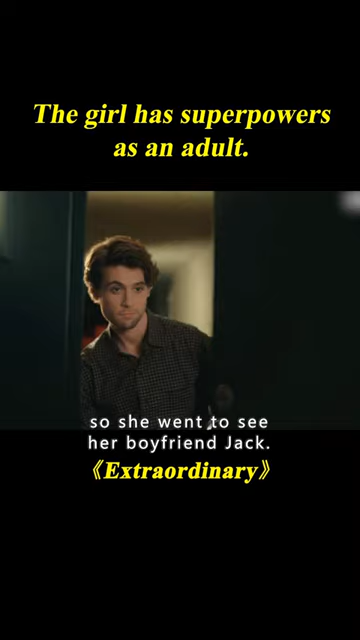 The girl has superpowers
as an adult.
so she went to see
her boyfriend Jack.
《Extraordinary》